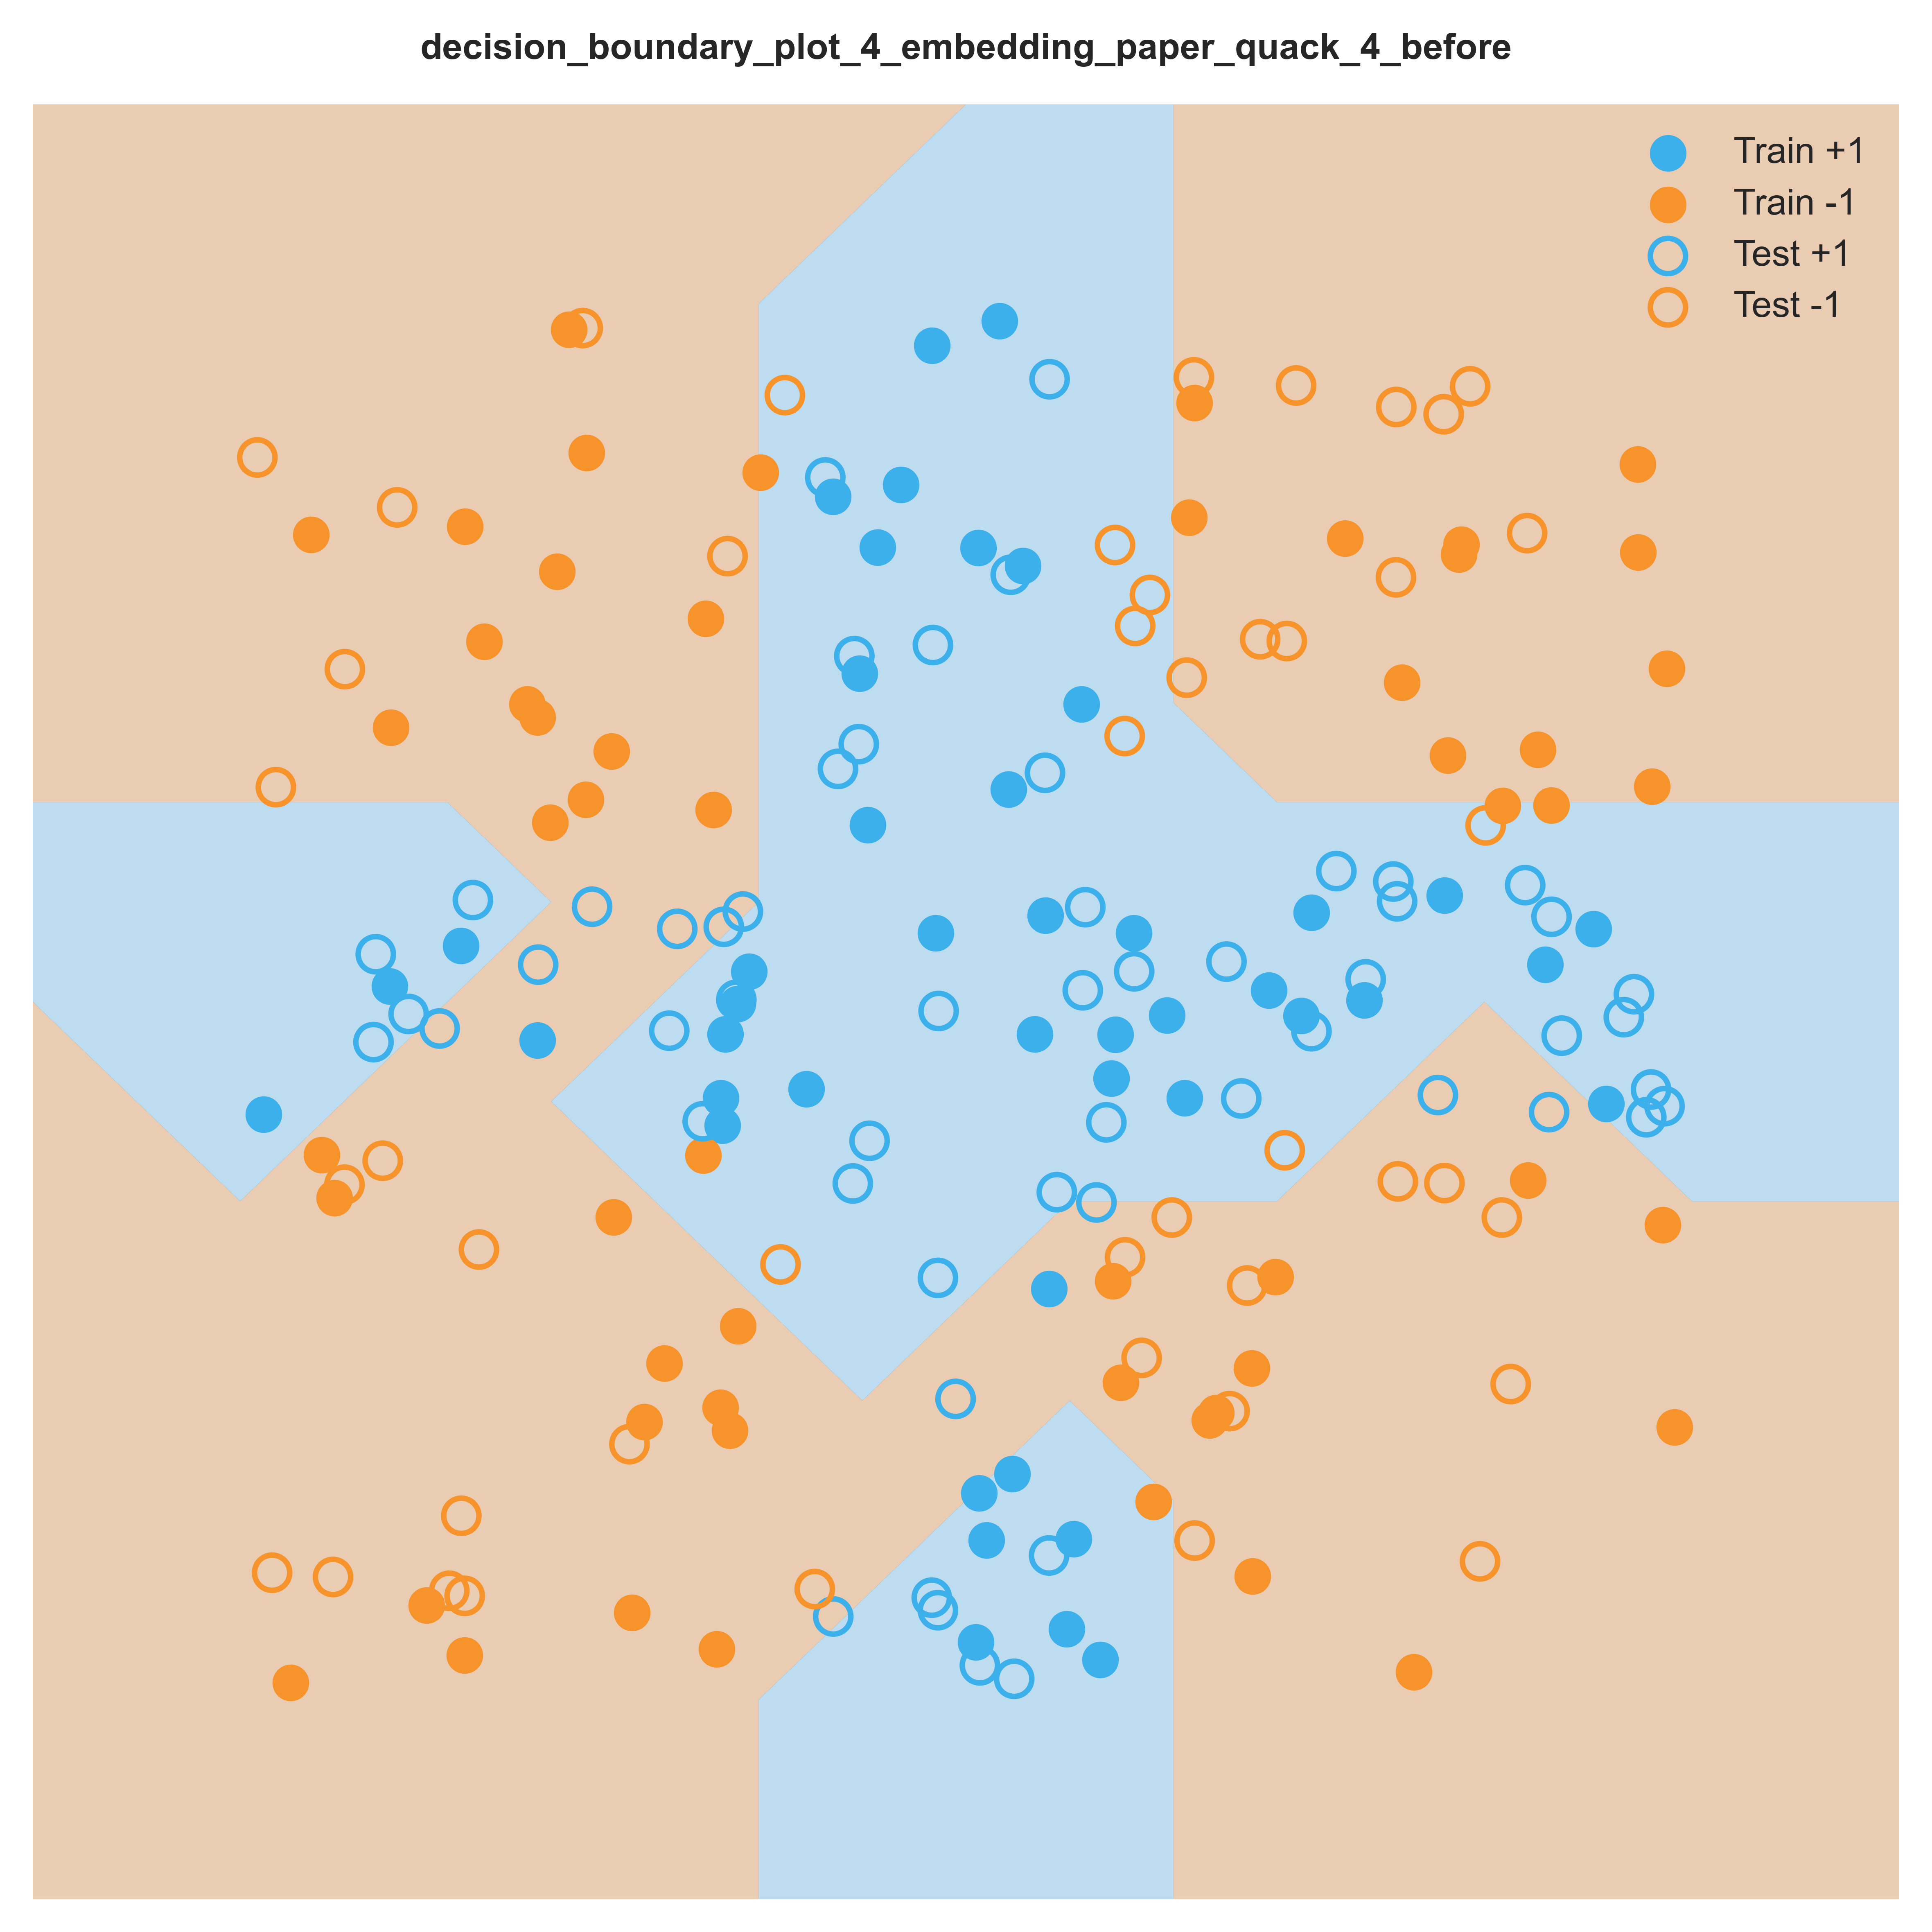 decision_boundary_plot_4_embedding_paper_quack_4_before
Train +1
Train -1
Test +1
Test -1